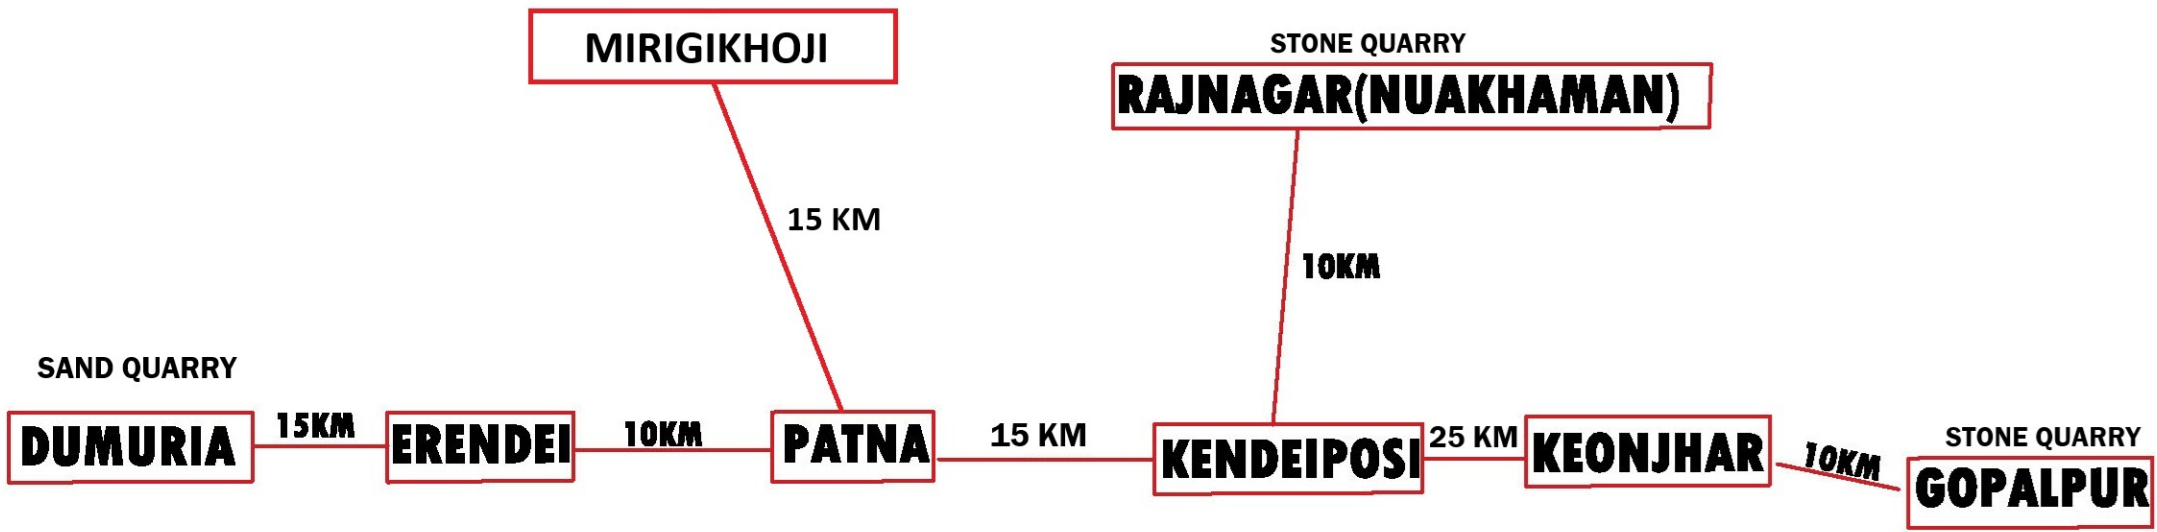 MIRIGIKHOJI
STONE QUARRY
RAJNAGAR(NUAKHAMAN)
15 KM
10KM
SAND QUARRY
DUMURIA
15KM
ERENDEI
10KM
PATNA
15 KM
KENDEIPOSI
25 KM
KEONJHAR
10KM
STONE QUARRY
GOPALPUR